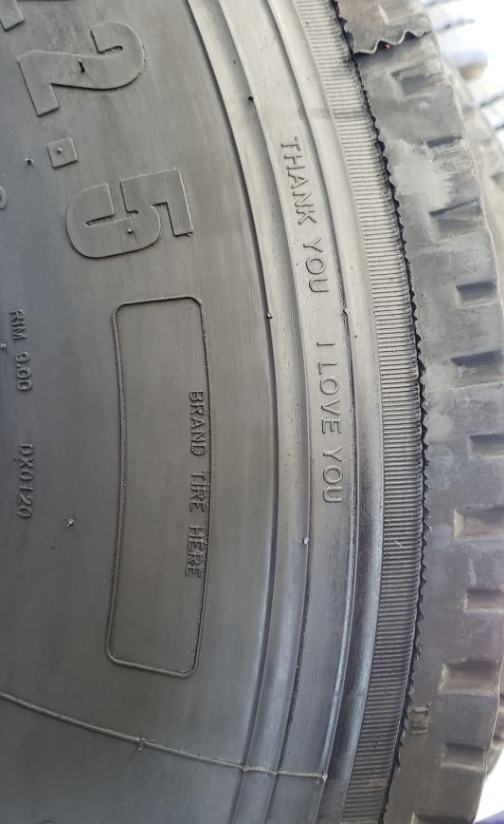 2.5
THANK YOU I LOVE YOU
BRAND TIRE HERE
RIM 9.00 DX0120